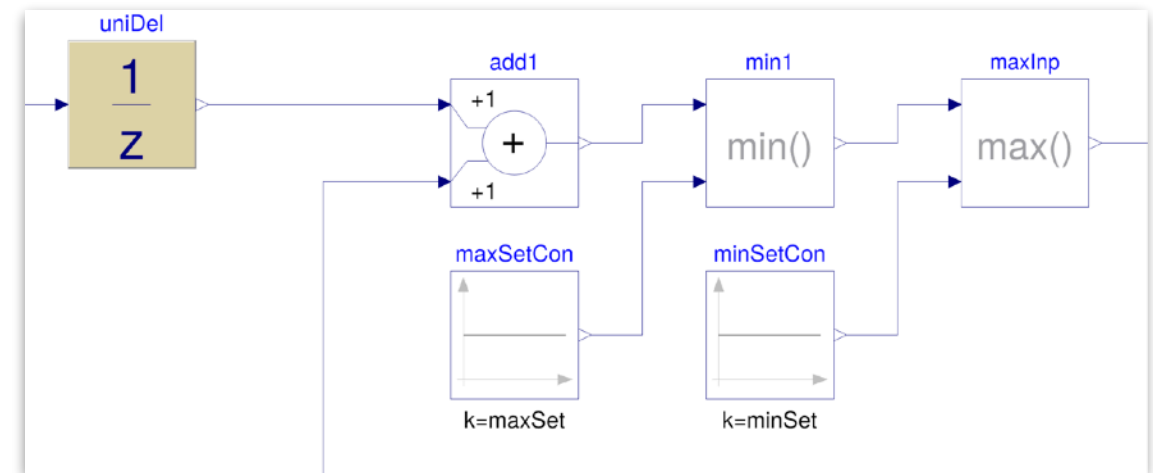 uniDel
1
z
add1
+1
+
+1
min1
min()
maxInp
max()
maxSetCon
k=maxSet
minSetCon
k=minSet